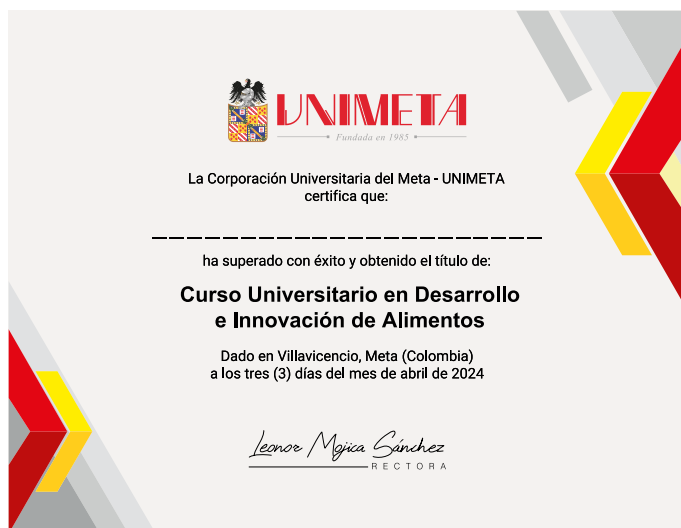 UNIMETA
Fundada en 1985
La Corporación Universitaria del Meta - UNIMETA
certifica que:
ha superado con éxito y obtenido el título de:
Curso Universitario en Desarrollo
e Innovación de Alimentos
Dado en Villavicencio, Meta (Colombia)
a los tres (3) días del mes de abril de 2024
Leonor Mojica Sánchez
RECTORA